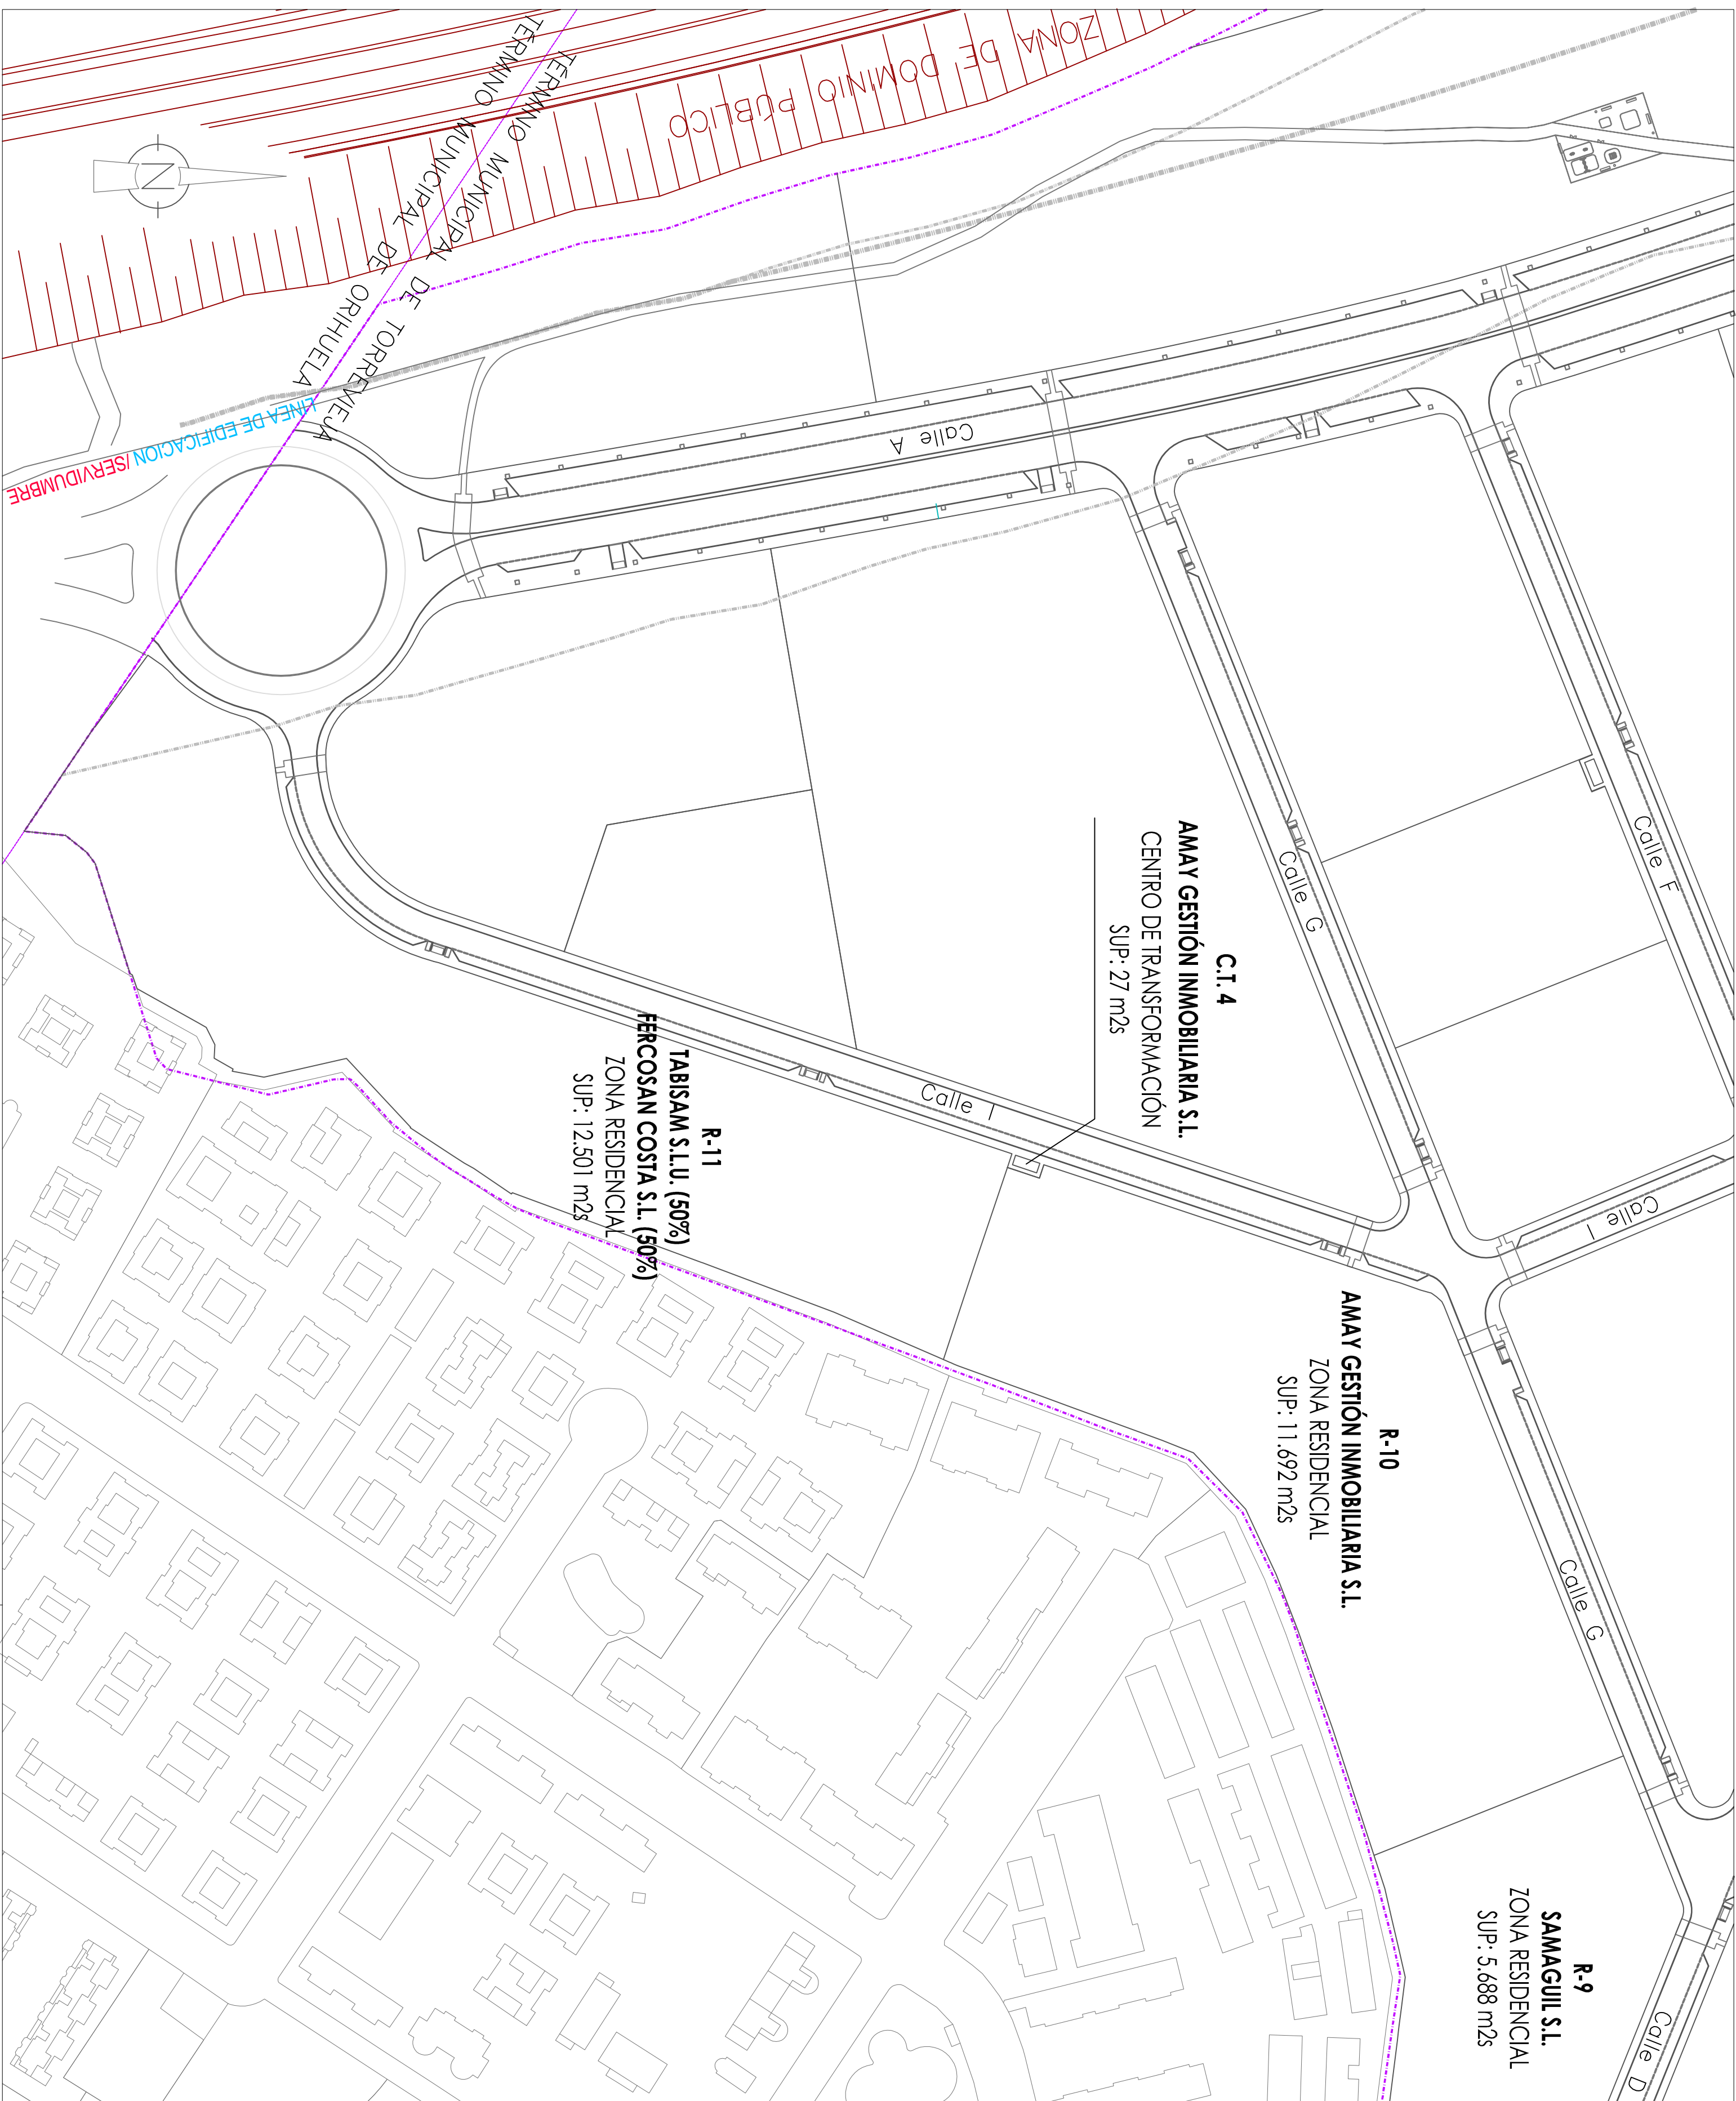 ZONA DE DOMINIO PÚBLICO
TÉRMINO MUNICIPAL DE TORREVIEJA
TÉRMINO MUNICIPAL DE ORIHUELA
N
LINEA DE EDIFICACION /SERVIDUMBRE
Calle A
Calle F
Calle G
C.T. 4
AMAY GESTIÓN INMOBILIARIA S.L.
CENTRO DE TRANSFORMACIÓN
SUP: 27 m2s
Calle I
Calle I
R-11
TABISAM S.L.U. (50%)
FERCOSAN COSTA S.L. (50%)
ZONA RESIDENCIAL
SUP: 12.501 m2s
R-10
AMAY GESTIÓN INMOBILIARIA S.L.
ZONA RESIDENCIAL
SUP: 11.692 m2s
Calle G
R-9
SAMAGUIL S.L.
ZONA RESIDENCIAL
SUP: 5.688 m2s
Calle D